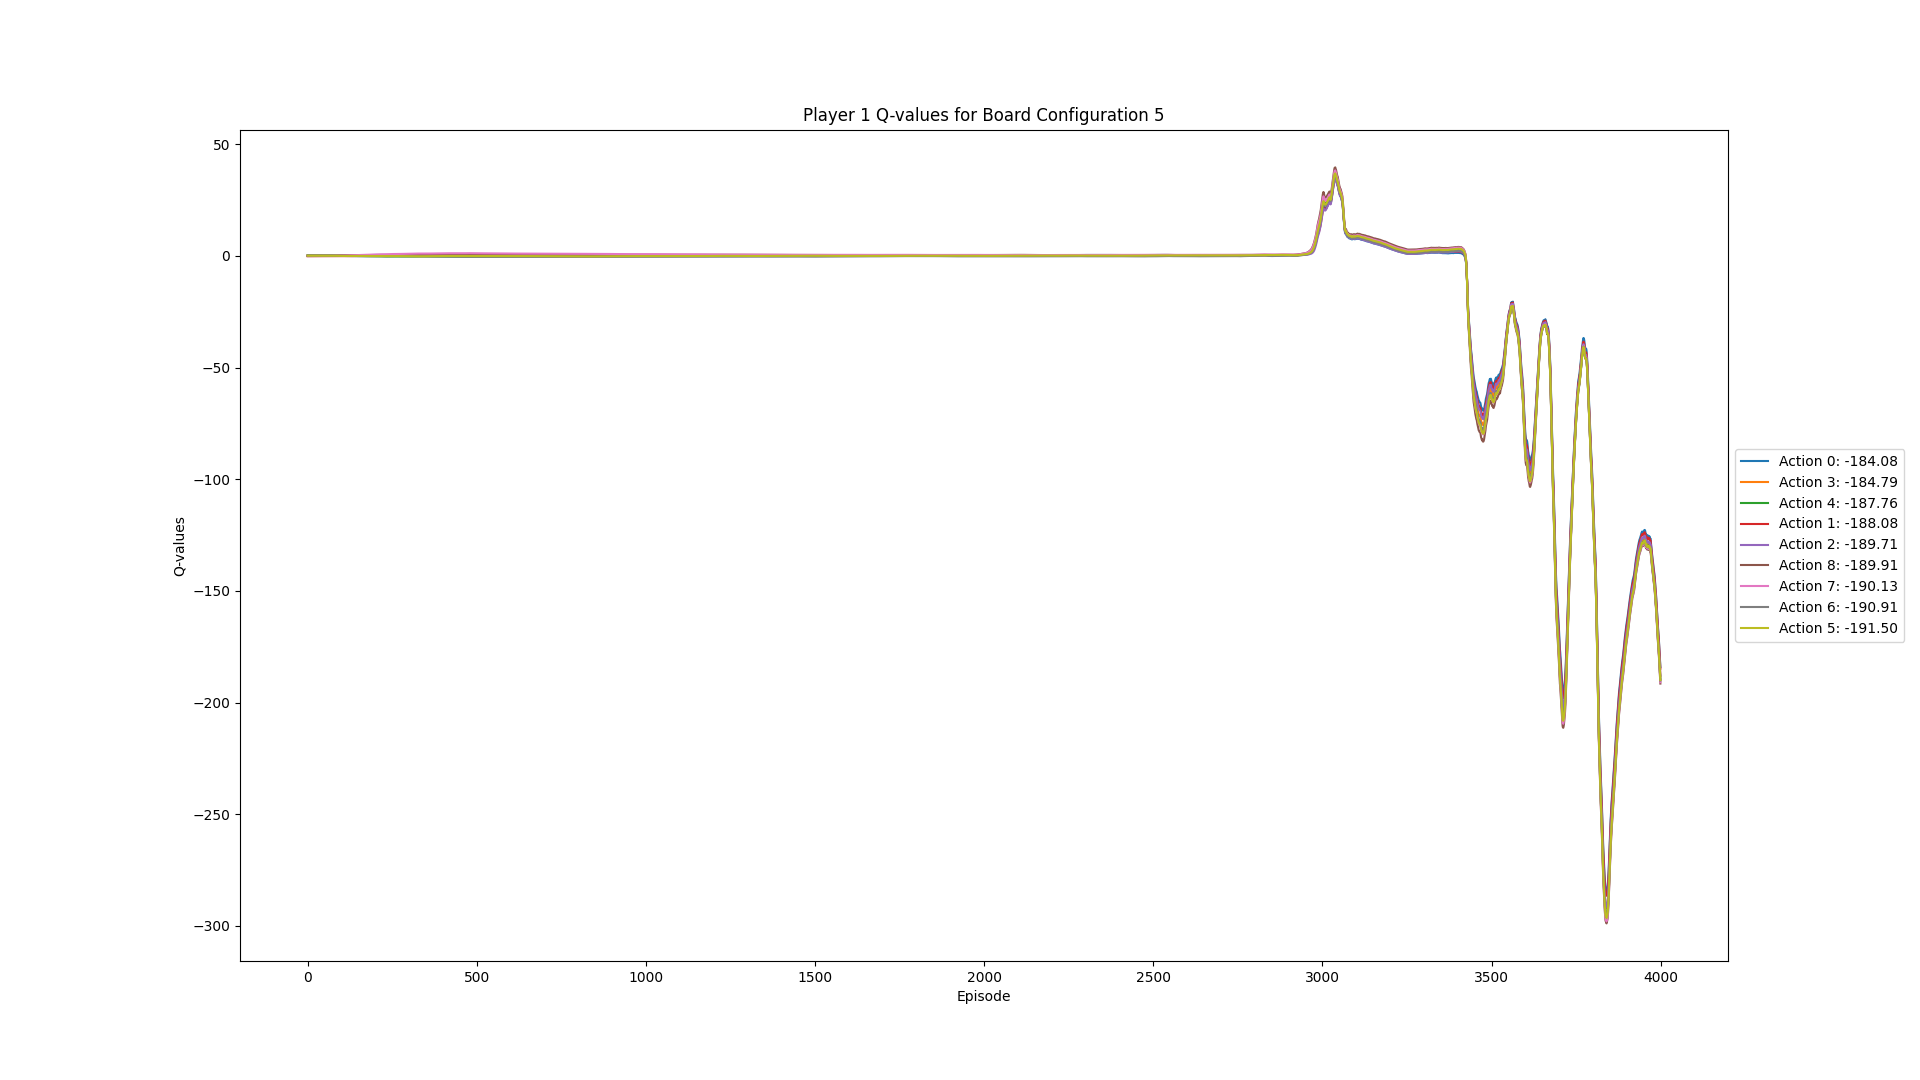 Player 1 Q-values for Board Configuration 5
50
0
−50
−100
−150
−200
−250
−300
Q-values
0 500 1000 1500 2000 2500 3000 3500 4000
Episode
Action 0: -184.08
Action 3: -184.79
Action 4: -187.76
Action 1: -188.08
Action 2: -189.71
Action 8: -189.91
Action 7: -190.13
Action 6: -190.91
Action 5: -191.50